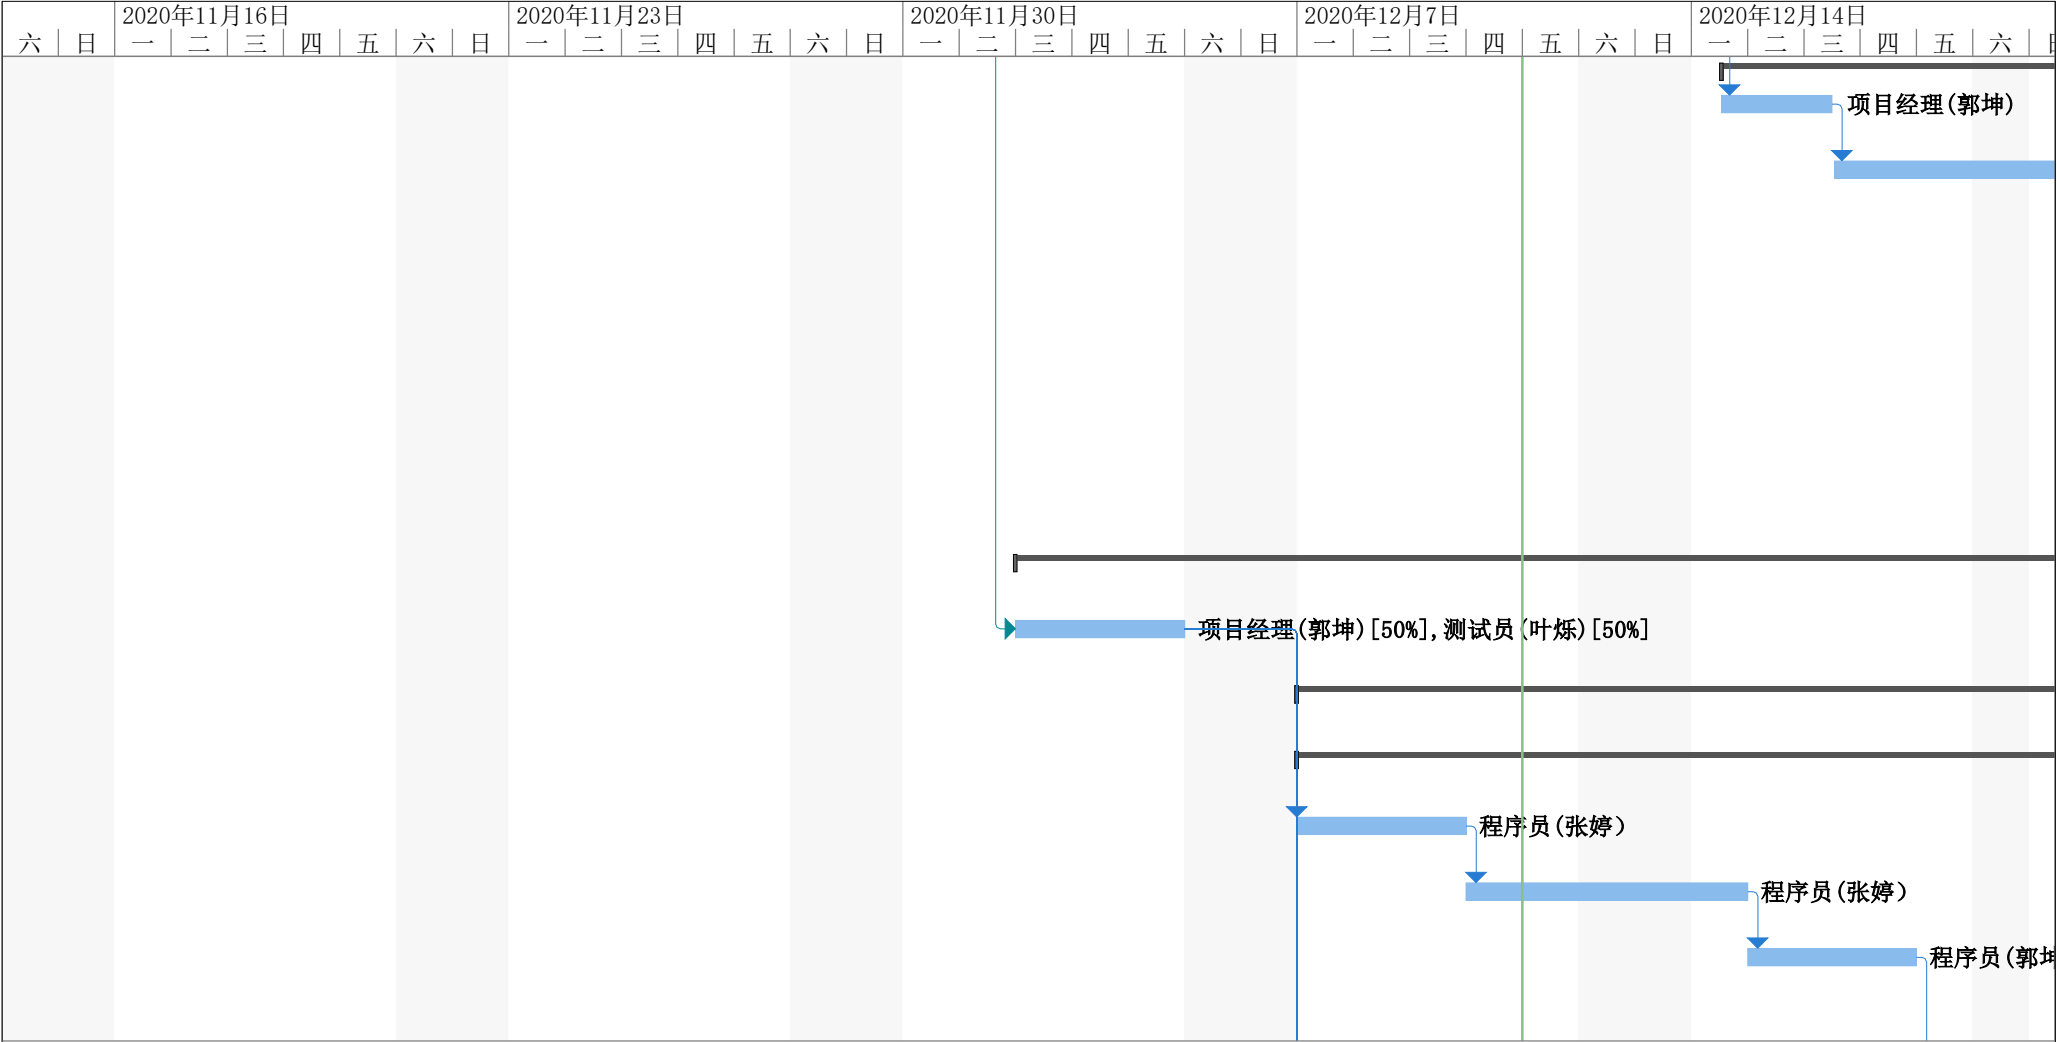 2020年11月16日 2020年11月23日 2020年11月30日 2020年12月7日 2020年12月14日
六 日 一 二 三 四 五 六 日 一 二 三 四 五 六 日 一 二 三 四 五 六 日 一 二 三 四 五 六 日 一 二 三 四 五 六 日
项目经理(郭坤)
项目经理(郭坤)[50%],测试员(叶烁)[50%]
程序员(张婷)
程序员(张婷)
程序员(郭坤